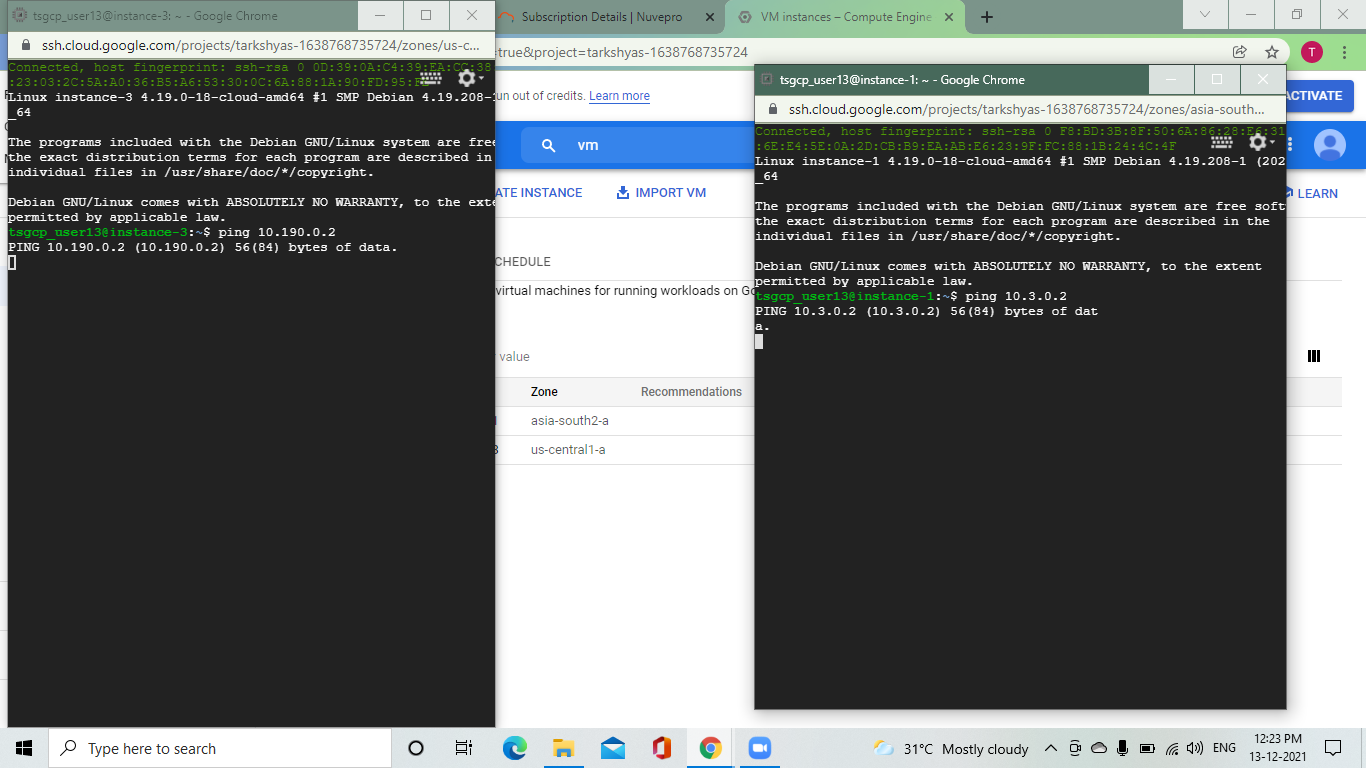 tsgcp_user13@instance-3: ~ - Google Chrome
ssh.cloud.google.com/projects/tarkshyas-1638768735724/zones/us-c...
Connected, host fingerprint: ssh-rsa 0 0D:39:0A:C4:39:EA:CC:38
:23:03:2C:5A:A0:36:B5:A6:53:30:0C:6A:88:1A:90:FD:95:F
Linux instance-3 4.19.0-18-cloud-amd64 #1 SMP Debian 4.19.208-1
_64
The programs included with the Debian GNU/Linux system are free
the exact distribution terms for each program are described in
individual files in /usr/share/doc/*/copyright.
Debian GNU/Linux comes with ABSOLUTELY NO WARRANTY, to the exte
permitted by applicable law.
tsgcp_user13@instance-3:~$ ping 10.190.0.2
PING 10.190.0.2 (10.190.0.2) 56(84) bytes of data.
Subscription Details | Nuvepro
VM instances – Compute Engine
true&project=tarkshyas-1638768735724
T
un out of credits. Learn more
ACTIVATE
vm
ATE INSTANCE
IMPORT VM
LEARN
CHEDULE
virtual machines for running workloads on Go
value
Zone
Recommendations
asia-south2-a
3
us-central1-a
tsgcp_user13@instance-1: ~ - Google Chrome
ssh.cloud.google.com/projects/tarkshyas-1638768735724/zones/asia-south...
Connected, host fingerprint: ssh-rsa 0 F8:BD:3B:8F:50:6A:86:28:E6:31
:6E:E4:5E:0A:2D:CB:B9:EA:AB:E6:23:9F:FC:88:1B:24:4C:4F
Linux instance-1 4.19.0-18-cloud-amd64 #1 SMP Debian 4.19.208-1 (202
_64
The programs included with the Debian GNU/Linux system are free soft
the exact distribution terms for each program are described in the
individual files in /usr/share/doc/*/copyright.
Debian GNU/Linux comes with ABSOLUTELY NO WARRANTY, to the extent
permitted by applicable law.
tsgcp_user13@instance-1:~$ ping 10.3.0.2
PING 10.3.0.2 (10.3.0.2) 56(84) bytes of dat
a.
Type here to search
31°C Mostly cloudy
ENG
12:23 PM
13-12-2021